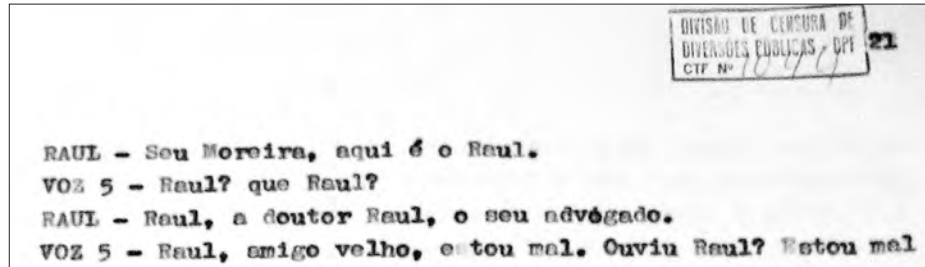 DIVISÃO DE CENSURA DE
DIVERSÕES PÚBLICAS - DPF
CTF Nº
21
RAUL - Seu Moreira, aqui é o Raul.
VOZ 5 - Raul? que Raul?
RAUL - Raul, a doutor Raul, o seu advógado.
VOZ 5 - Raul, amigo velho, estou mal. Ouviu Raul? Estou mal